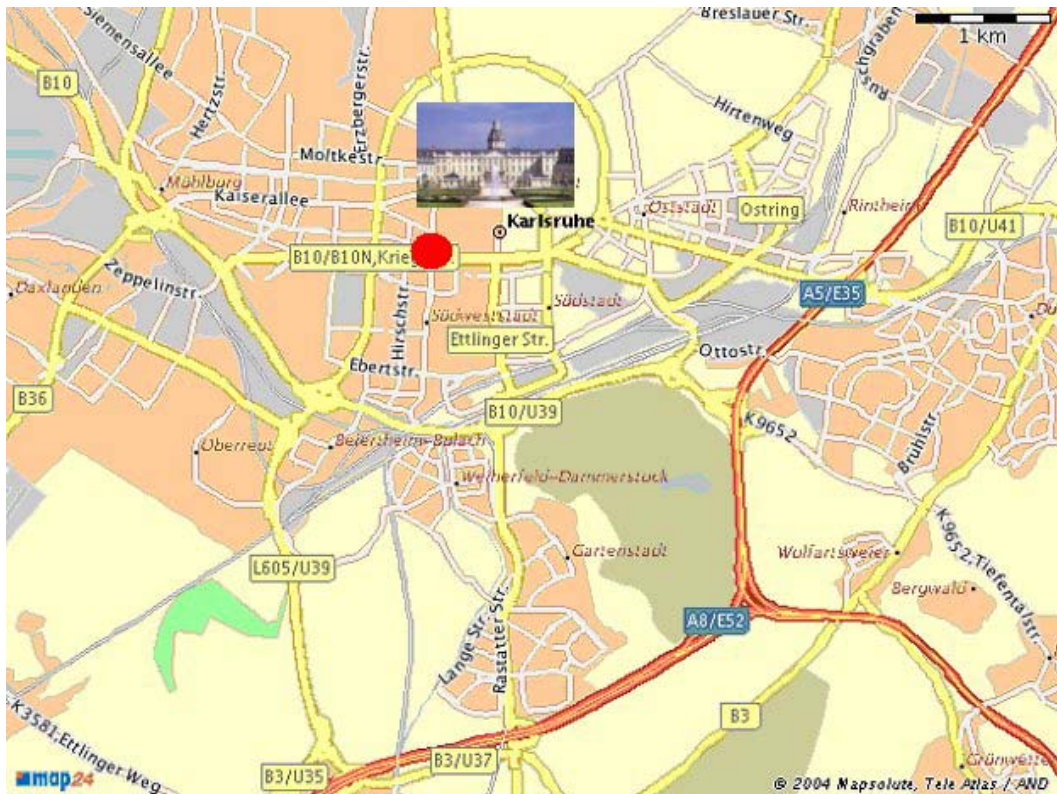 Breslauer Str.
1 km
Siemensallee
B10
Hertzstr.
Erzbergerstr.
Hirtenweg
Moltkestr.
Mühlburg
Kaiserallee
Karlsruhe
Oststadt
Ostring
Rintheim
B10/U41
B10/B10N,Krieg
Zeppelinstr.
Daxlanden
A5/E35
Südstadt
Südweststadt
Hirschstr.
Ettlinger Str.
Ottostr.
Ebertstr.
B36
B10/U39
K9652
Brühlstr.
Oberreut
Beiertheim-Bulach
Weiherfeld-Dammerstock
K9652,Tiefentalstr.
Gartenstadt
Wolfartsweier
L605/U39
Bergwald
A8/E52
Lange Str.
Rastatter Str.
K3581,Ettlinger Weg
B3
B3/U37
B3/U35
Grünwette
map24
© 2004 Mapsolute, Tele Atlas / AND